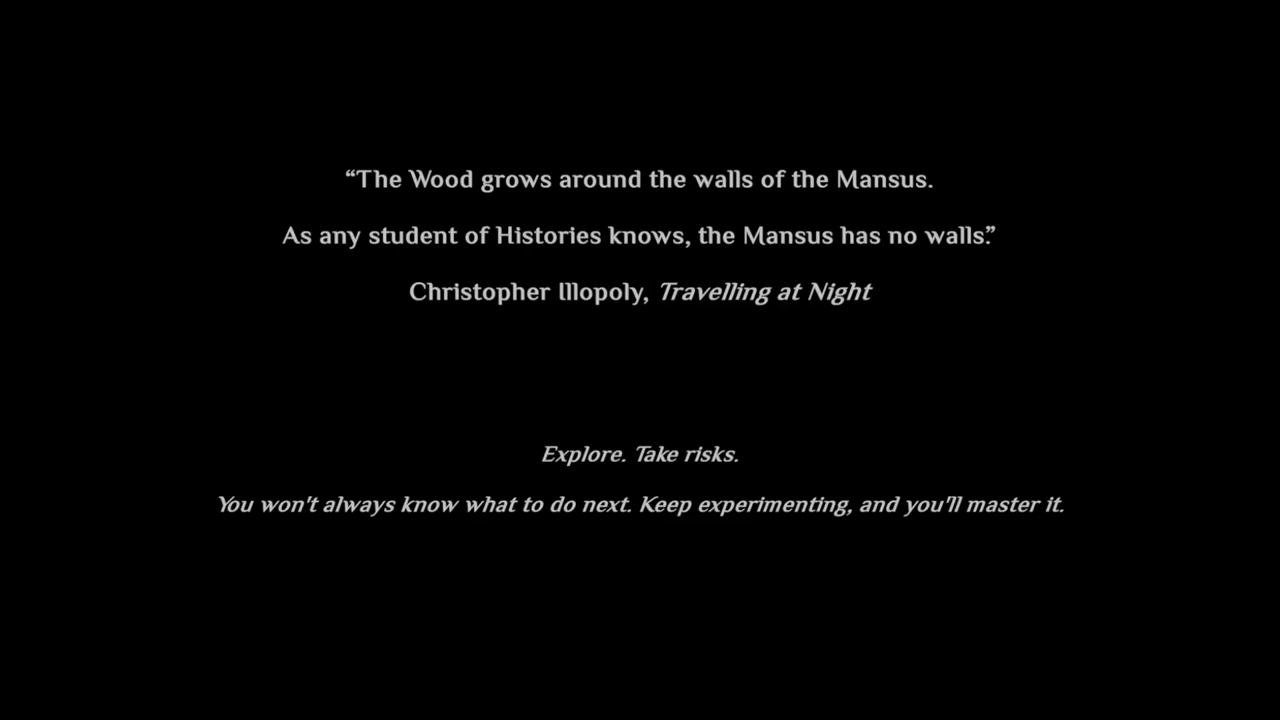 “The Wood grows around the walls of the Mansus.
As any student of Histories knows, the Mansus has no walls.”
Christopher Illopoly, Travelling at Night
Explore. Take risks.
You won't always know what to do next. Keep experimenting, and you'll master it.